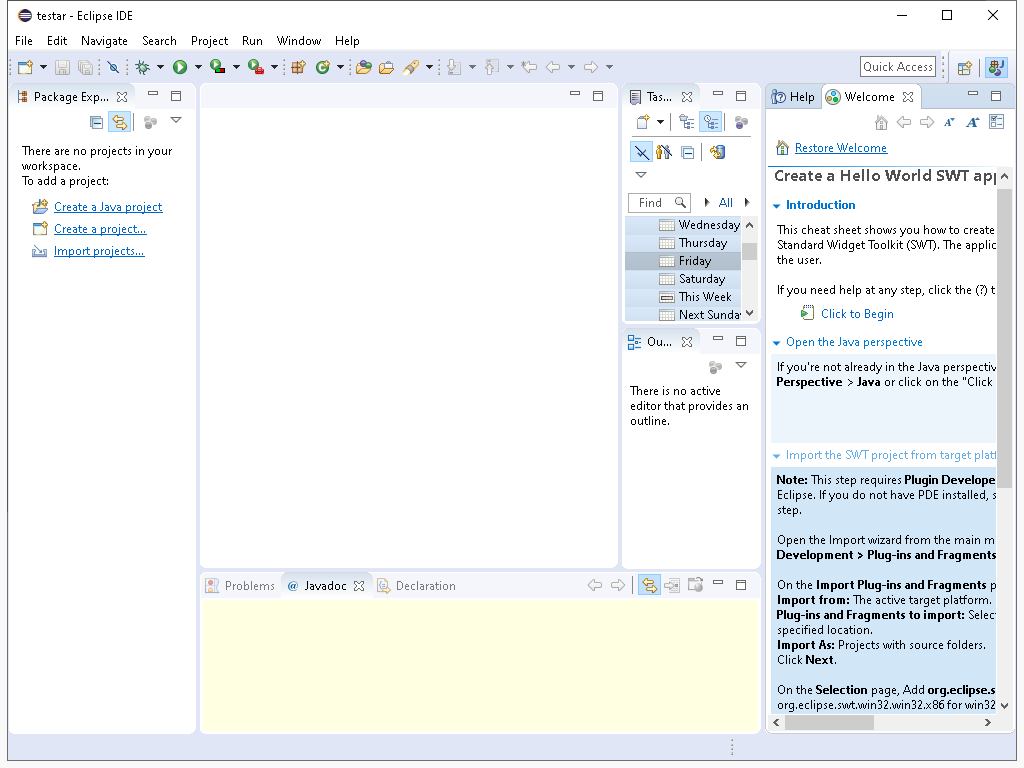 testar - Eclipse IDE
File Edit Navigate Search Project Run Window Help
Quick Access
Package Exp...
There are no projects in your
workspace.
To add a project:
Create a Java project
Create a project...
Import projects...
Tas...
Find
All
Wednesday
Thursday
Friday
Saturday
This Week
Next Sunda
Ou...
There is no active
editor that provides an
outline.
Help Welcome
Restore Welcome
Create a Hello World SWT app
Introduction
This cheat sheet shows you how to create
Standard Widget Toolkit (SWT). The applic
the user.
If you need help at any step, click the (?) t
Click to Begin
Open the Java perspective
If you're not already in the Java perspectiv
Perspective > Java or click on the "Click
Import the SWT project from target platf
Note: This step requires Plugin Develope
Eclipse. If you do not have PDE installed, s
step.
Open the Import wizard from the main m
Development > Plug-ins and Fragments
On the Import Plug-ins and Fragments p
Import from: The active target platform.
Plug-ins and Fragments to import: Selec
specified location.
Import As: Projects with source folders.
Click Next.
On the Selection page, Add org.eclipse.s
org.eclipse.swt.win32.win32.x86 for win32
Problems @ Javadoc Declaration